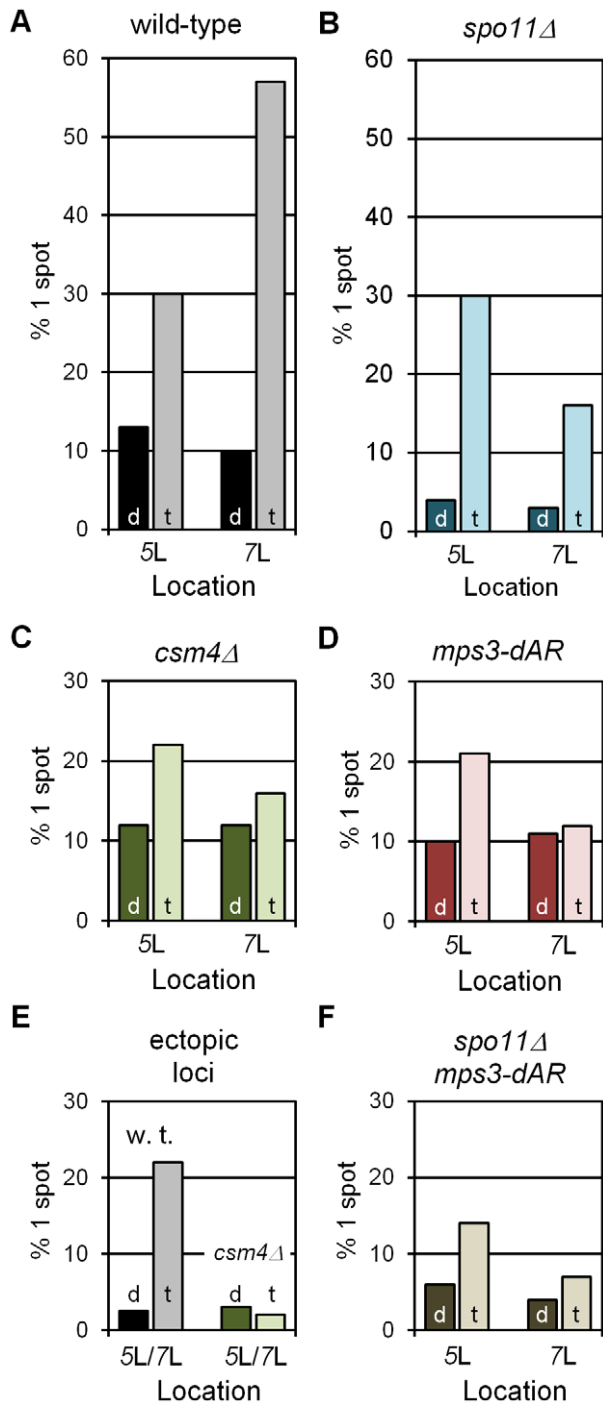 A
wild-type
60
50
40
30
20
10
0
% 1 spot
d t d t
5L 7L
Location
B
spo11Δ
60
50
40
30
20
10
0
% 1 spot
d t d t
5L 7L
Location
C
csm4Δ
30
20
10
0
% 1 spot
d t d t
5L 7L
Location
D
mps3-dAR
30
20
10
0
% 1 spot
d t d t
5L 7L
Location
E
ectopic
loci
30
20
10
0
% 1 spot
w. t.
csm4Δ
d t d t
5L/7L 5L/7L
Location
F
spo11Δ
mps3-dAR
30
20
10
0
% 1 spot
d t d t
5L 7L
Location